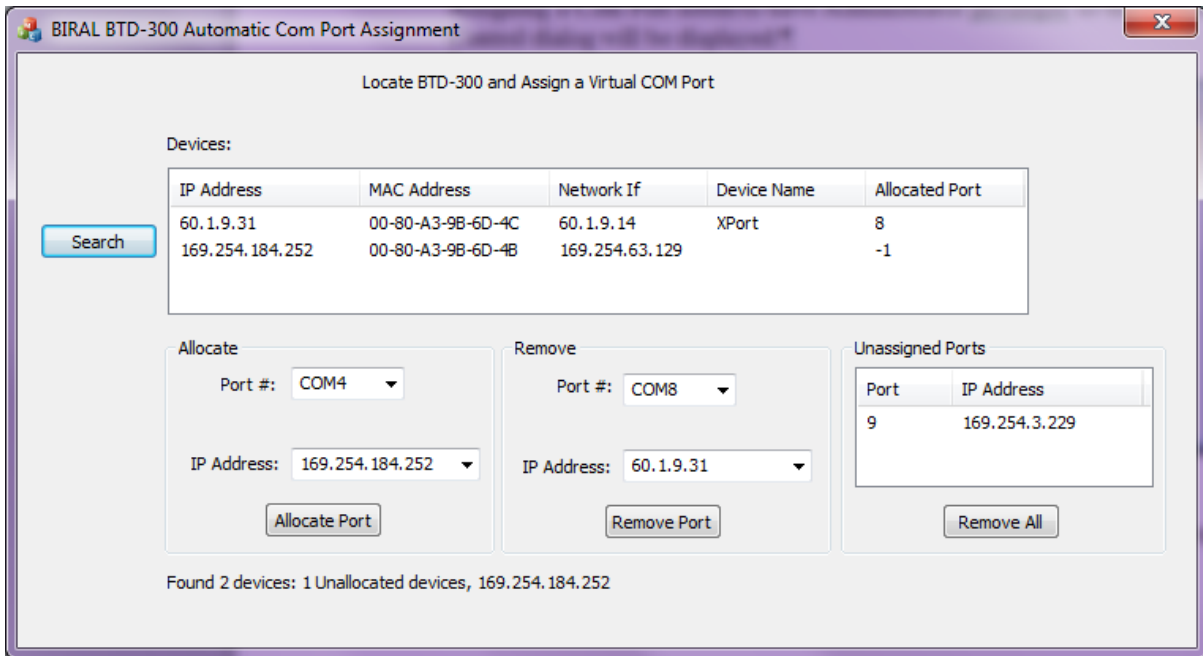 BIRAL BTD-300 Automatic Com Port Assignment
Locate BTD-300 and Assign a Virtual COM Port
Devices:
IP Address MAC Address Network If Device Name Allocated Port
60.1.9.31 00-80-A3-9B-6D-4C 60.1.9.14 XPort 8
169.254.184.252 00-80-A3-9B-6D-4B 169.254.63.129 -1
Search
Allocate
Port #: COM4
IP Address: 169.254.184.252
Allocate Port
Remove
Port #: COM8
IP Address: 60.1.9.31
Remove Port
Unassigned Ports
Port IP Address
9 169.254.3.229
Remove All
Found 2 devices: 1 Unallocated devices, 169.254.184.252